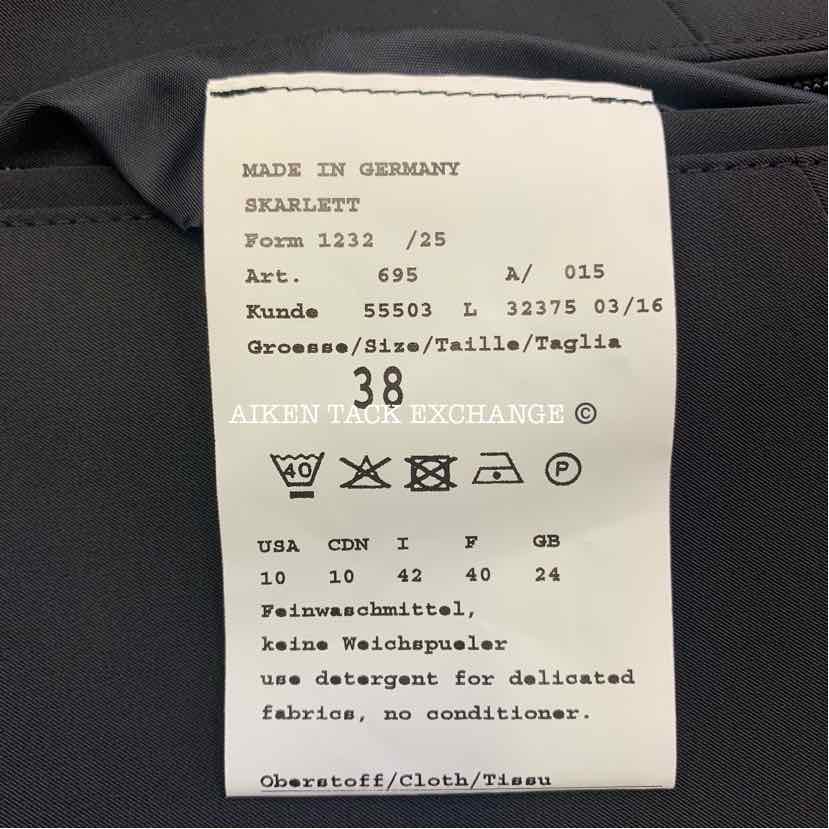 MADE IN GERMANY
SKARLETT
Form 1232 /25
Art. 695 A/ 015
Kunde 55503 L 32375 03/16
Groesse/Size/Taille/Taglia
38
AIKEN TACK EXCHANGE ©
40 P
USA CDN I F GB
10 10 42 40 24
Feinwaschmittel,
keine Weichspueler
use detergent for delicated
fabrics, no conditioner.
Oberstoff/Cloth/Tissu